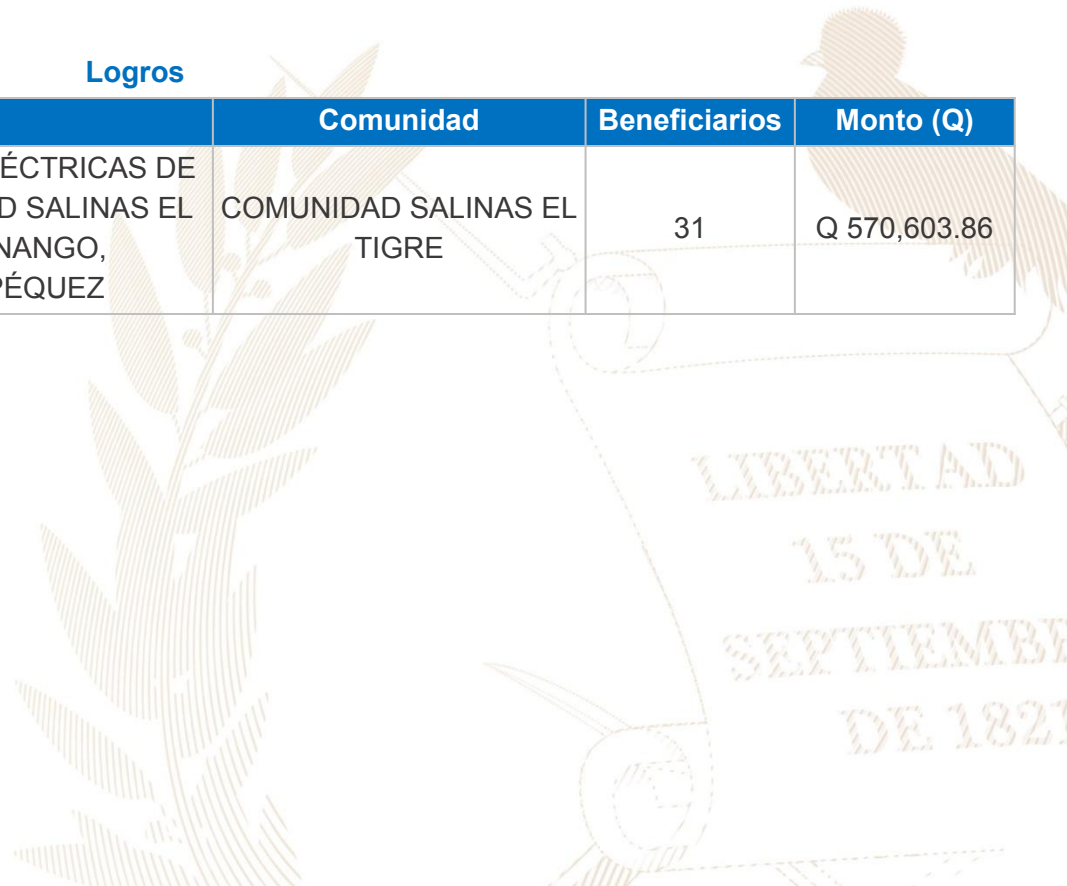 Logros
Comunidad Beneficiarios Monto (Q)
ÉCTRICAS DE
D SALINAS EL
NANGO,
PÉQUEZ
COMUNIDAD SALINAS EL
TIGRE
31
Q 570,603.86
LIBERTAD
15 DE
SEPTIEMB
DE 1821